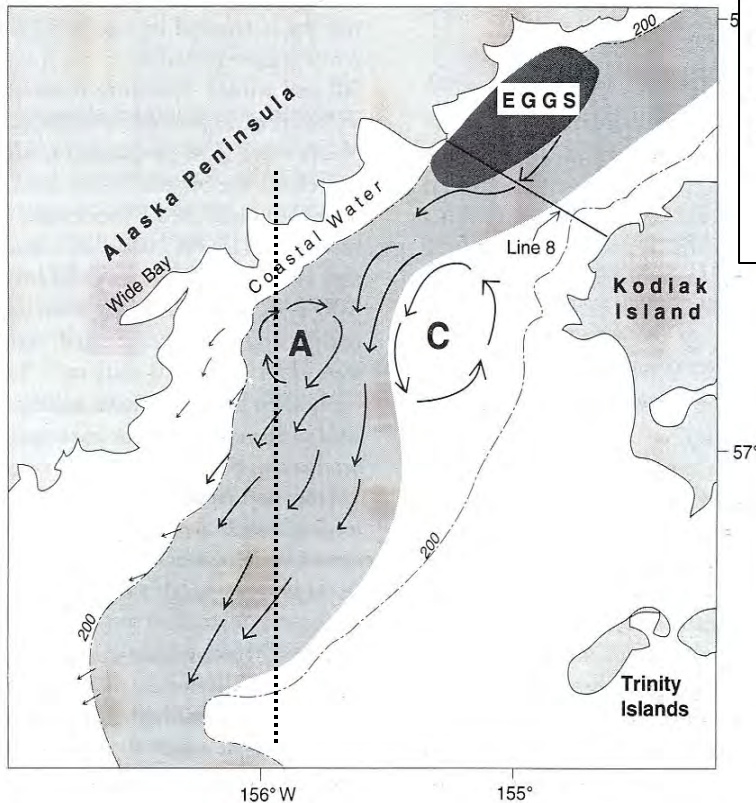 200
5
EGGS
Alaska Peninsula
Coastal Water
Line 8
Wide Bay
Kodiak
Island
A
C
57°
200
200
Trinity
Islands
156°W
155°